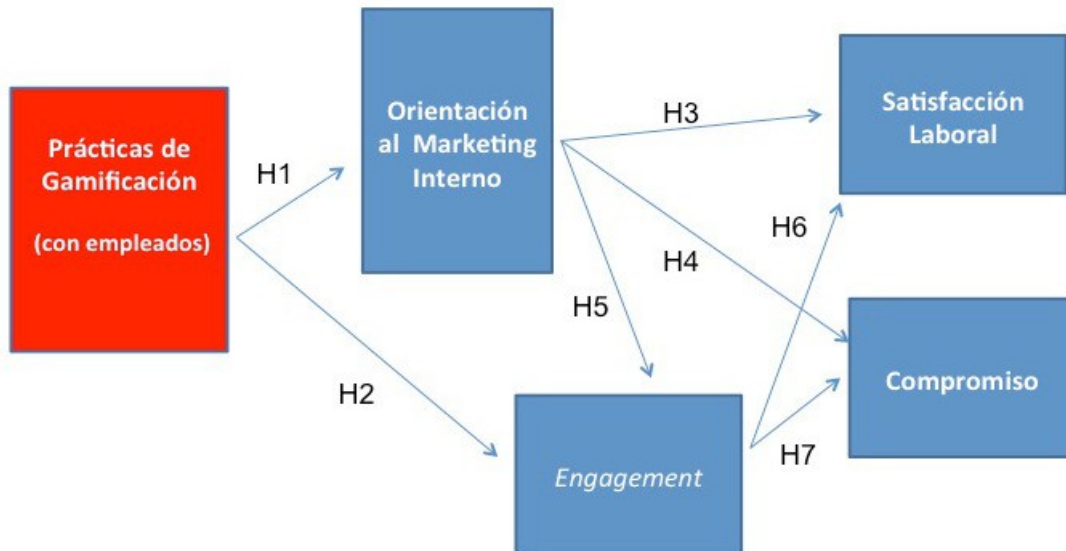 Prácticas de
Gamificación
(con empleados)
H1
H2
Orientación
al Marketing
Interno
H3
H4
H5
Engagement
H6
H7
Satisfacción
Laboral
Compromiso